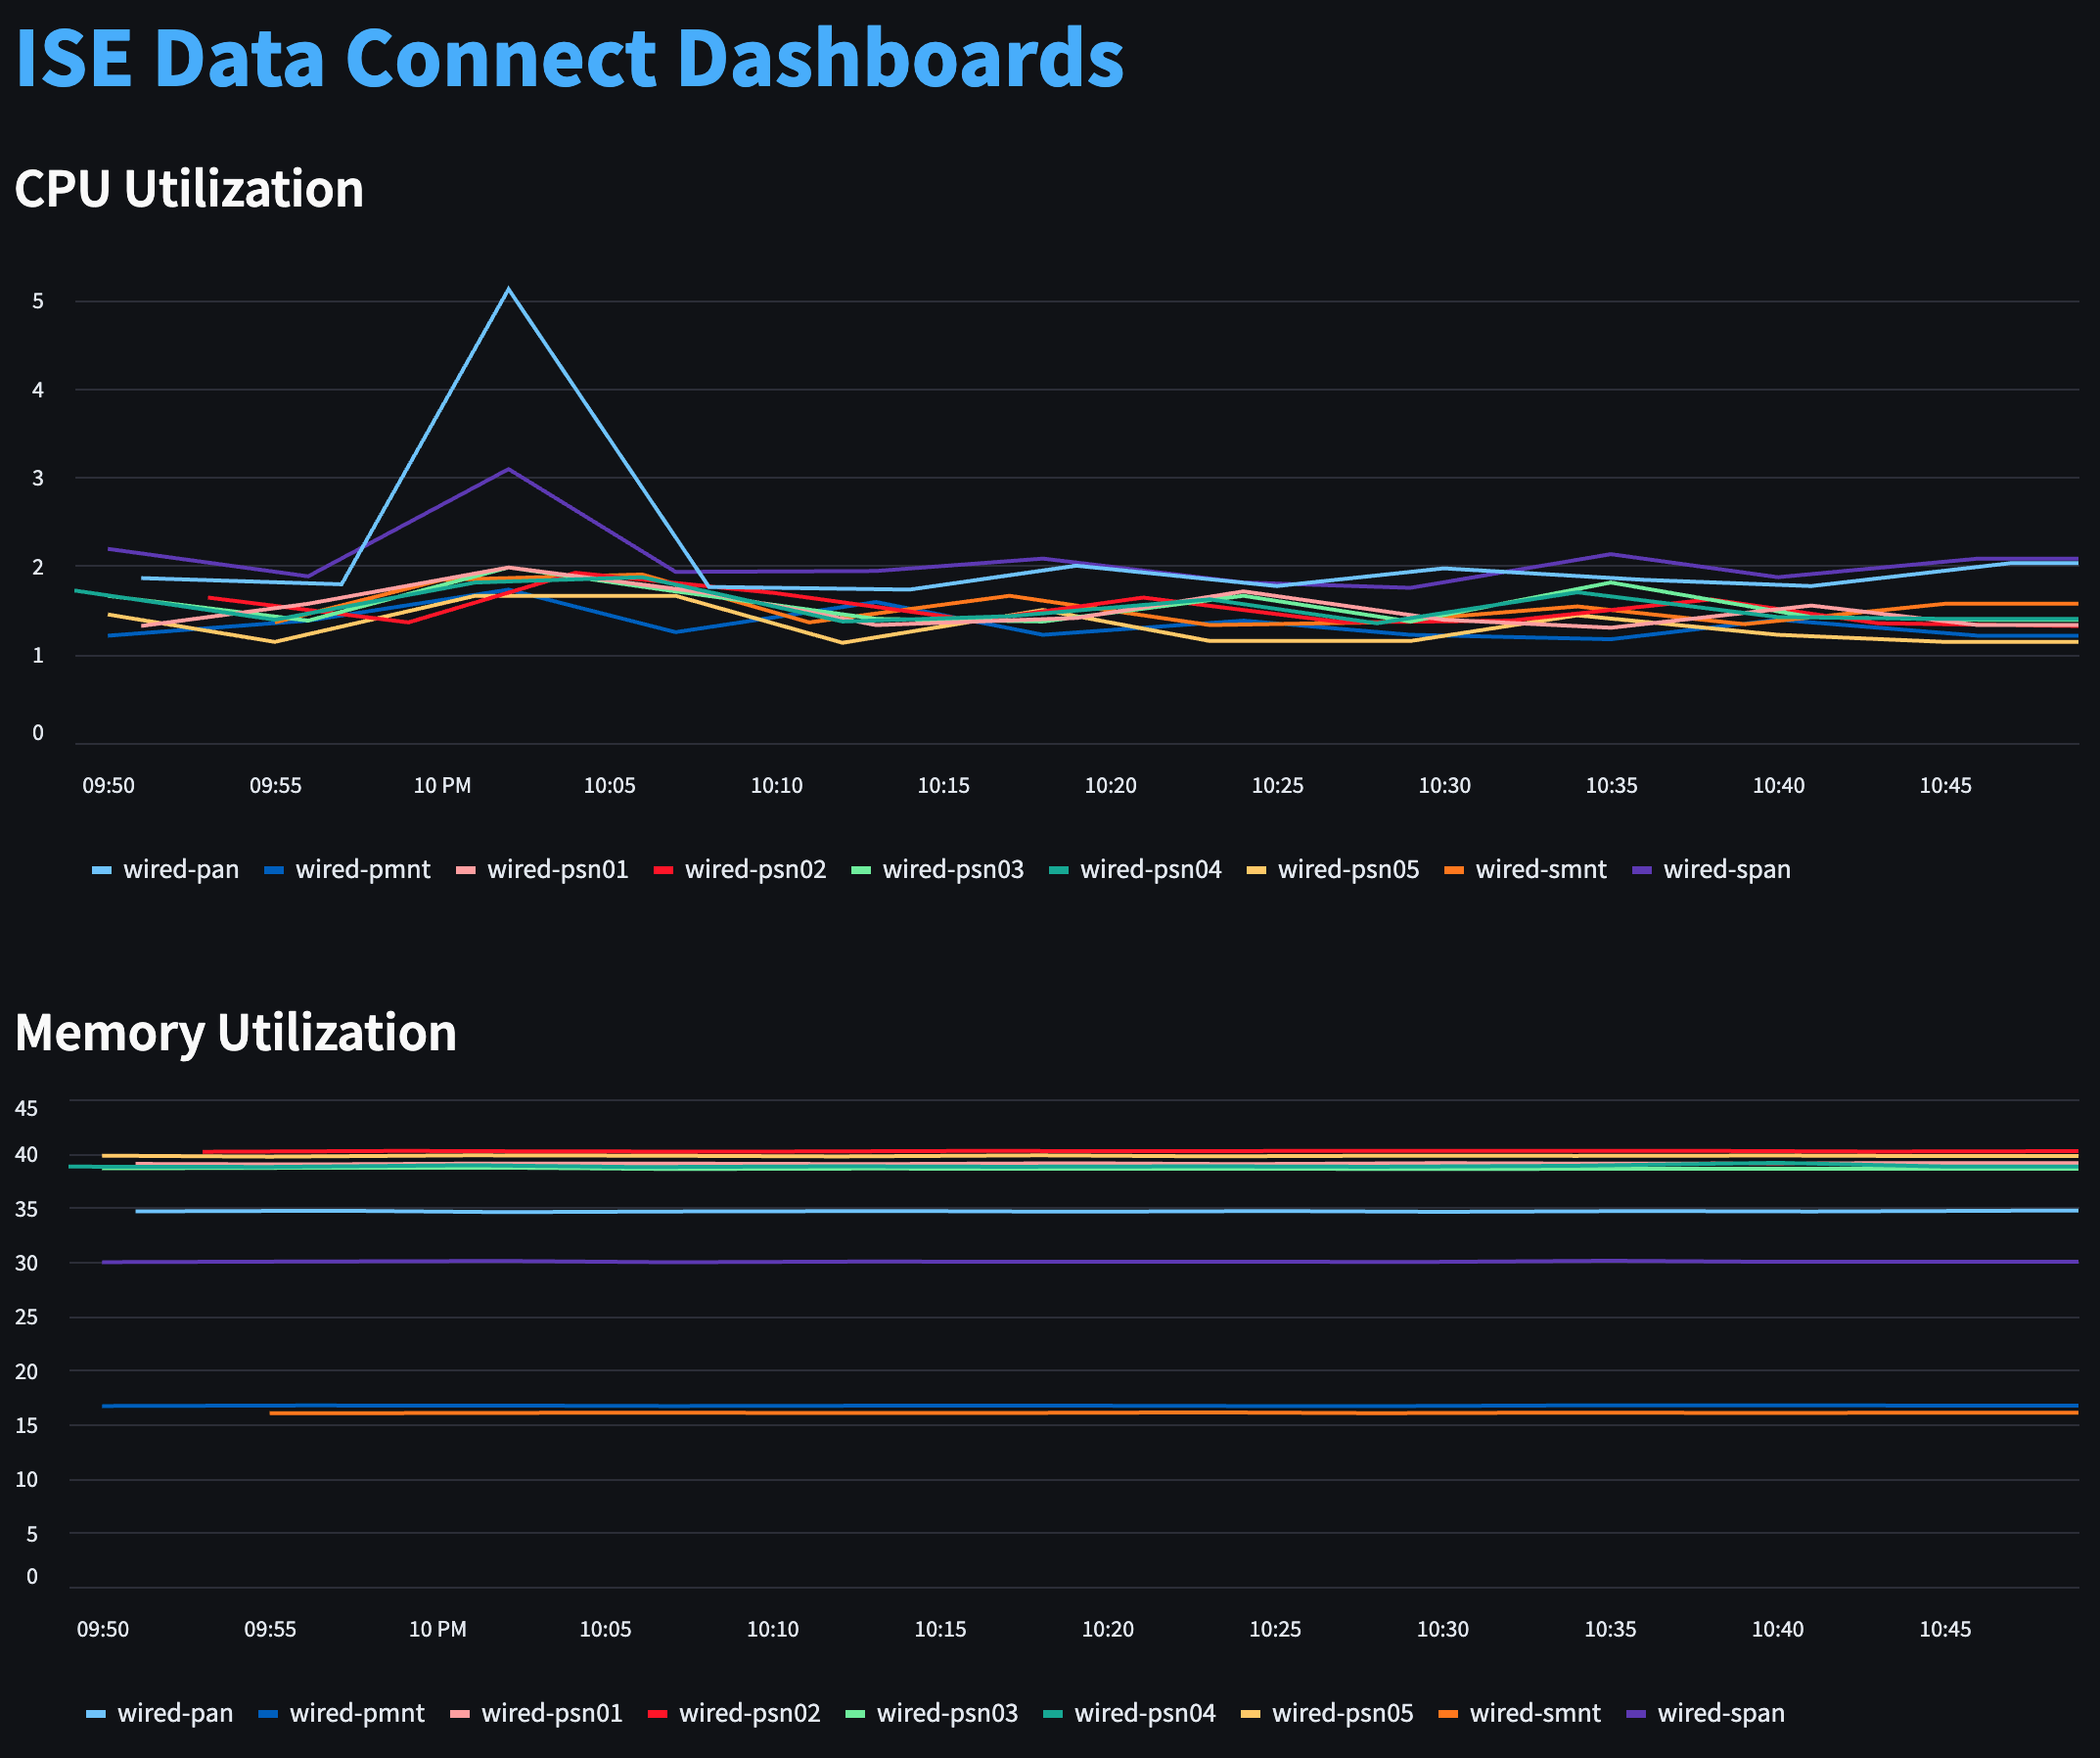 ISE Data Connect Dashboards
CPU Utilization
5
4
3
2
1
0
09:50 09:55 10 PM 10:05 10:10 10:15 10:20 10:25 10:30 10:35 10:40 10:45
wired-pan wired-pmnt wired-psn01 wired-psn02 wired-psn03 wired-psn04 wired-psn05 wired-smnt wired-span
Memory Utilization
45
40
35
30
25
20
15
10
5
0
09:50 09:55 10 PM 10:05 10:10 10:15 10:20 10:25 10:30 10:35 10:40 10:45
wired-pan wired-pmnt wired-psn01 wired-psn02 wired-psn03 wired-psn04 wired-psn05 wired-smnt wired-span